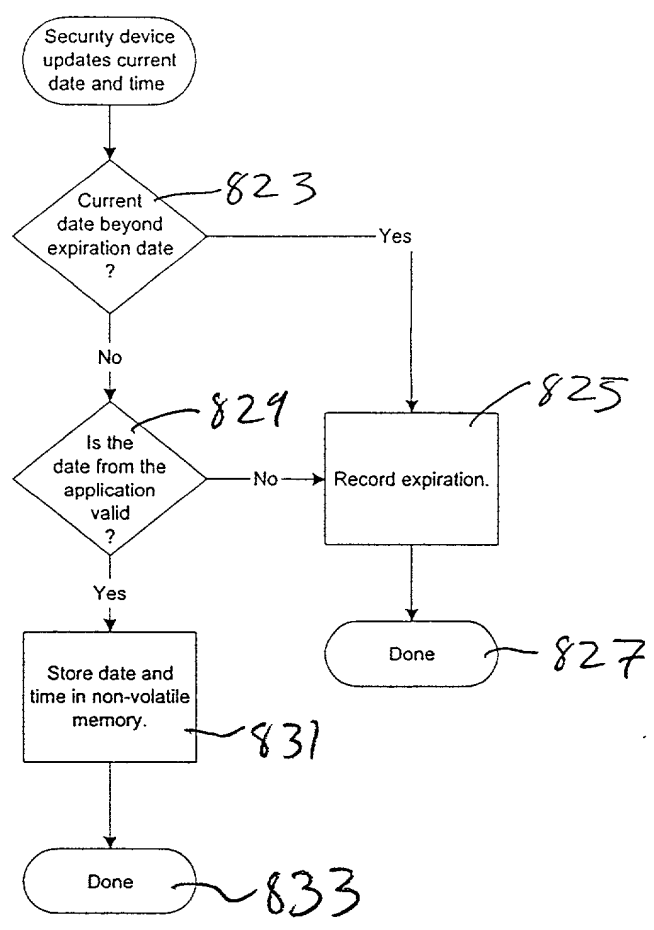 Security device
updates current
date and time
823
Current
date beyond
expiration date
?
Yes
No
829
825
Is the
date from the
application
valid
?
No
Record expiration.
Yes
Done
827
Store date and
time in non-volatile
memory.
831
Done
833